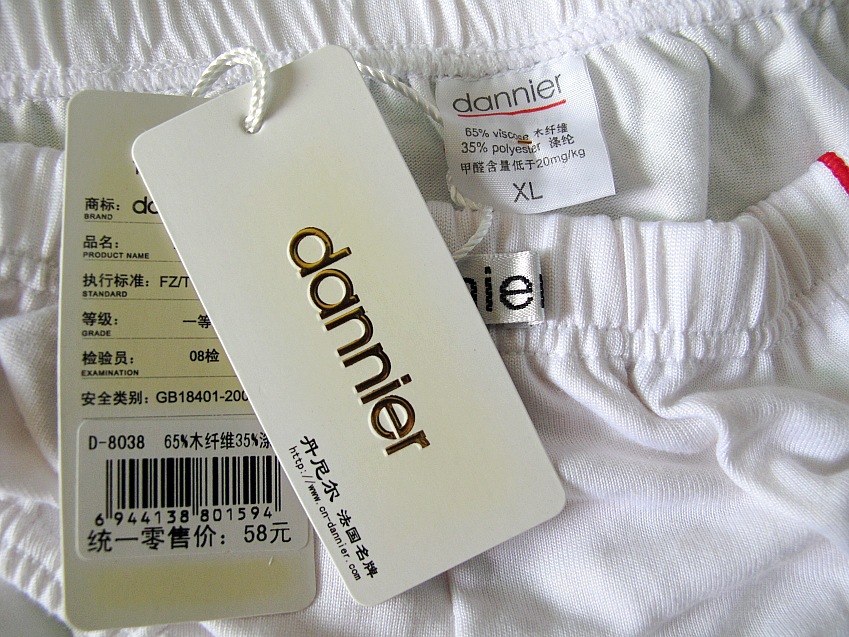 dannier
65% viscose 木纤维
35% polyester 涤纶
甲醛含量低于20mg/kg
XL
nie
商标:
BRAND
品名:
PRODUCT NAME
执行标准: FZ/T
STANDARD
等级: 一等
GRADE
检验员: 08检
EXAMINATION
安全类别: GB18401-200
D-8038 65%木纤维35%涤
6 944138 801594
统一零售价: 58元
dannier
丹尼尔 法国名牌
http://www.cn-dannier.com